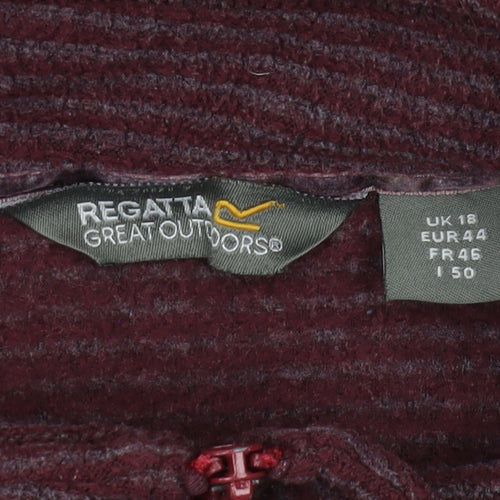 REGATTA
GREAT OUTDOORS®
UK 18
EUR 44
FR 46
I 50